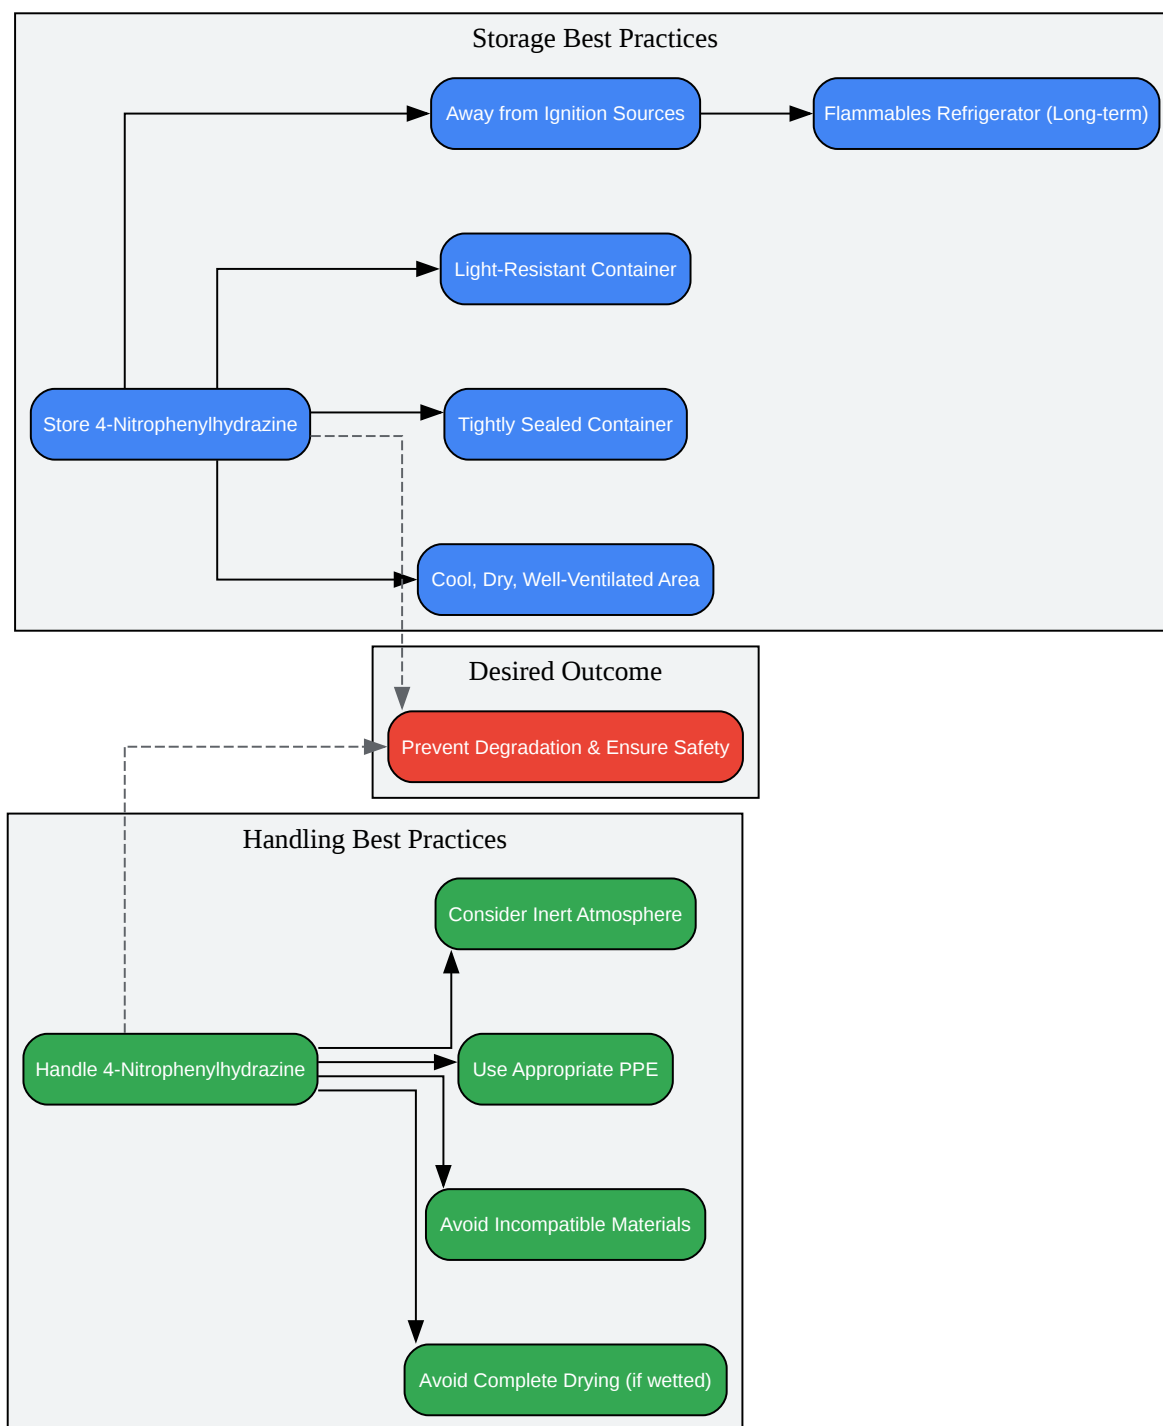 Storage Best Practices
Away from Ignition Sources
Flammables Refrigerator (Long-term)
Light-Resistant Container
Store 4-Nitrophenylhydrazine
Tightly Sealed Container
Cool, Dry, Well-Ventilated Area
Desired Outcome
Prevent Degradation & Ensure Safety
Handling Best Practices
Consider Inert Atmosphere
Handle 4-Nitrophenylhydrazine
Use Appropriate PPE
Avoid Incompatible Materials
Avoid Complete Drying (if wetted)